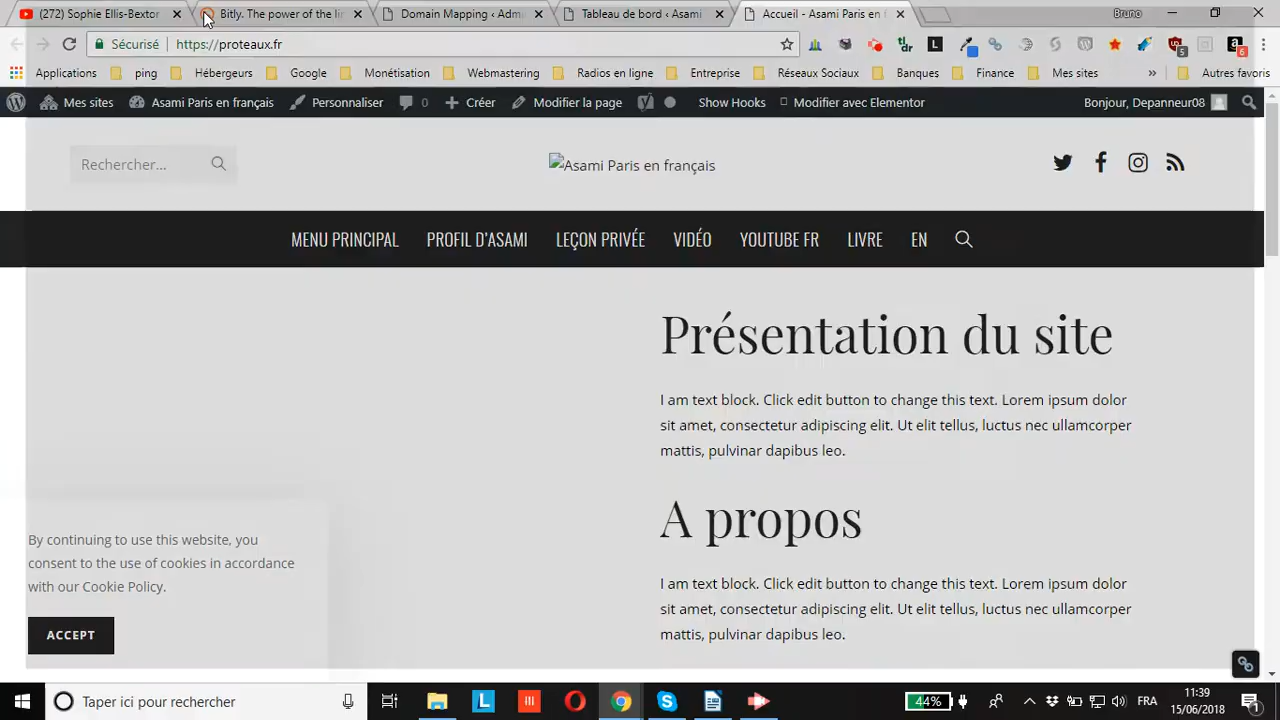 (272) Sophie Ellis-Bextor
Bitly. The power of the lin
Domain Mapping ‹ Admi
Tableau de bord ‹ Asami
Accueil - Asami Paris en f
Bruno
Sécurisé
https://proteaux.fr
5
6
Applications
ping
Hébergeurs
Google
Monétisation
Webmastering
Radios en ligne
Entreprise
Réseaux Sociaux
Banques
Finance
Mes sites
»
Autres favoris
Mes sites
Asami Paris en français
Personnaliser
0
Créer
Modifier la page
Show Hooks
Modifier avec Elementor
Bonjour, Depanneur08
Rechercher...
Asami Paris en français
MENU PRINCIPAL
PROFIL D'ASAMI
LEÇON PRIVÉE
VIDÉO
YOUTUBE FR
LIVRE
EN
Présentation du site
I am text block. Click edit button to change this text. Lorem ipsum dolor
sit amet, consectetur adipiscing elit. Ut elit tellus, luctus nec ullamcorper
mattis, pulvinar dapibus leo.
A propos
I am text block. Click edit button to change this text. Lorem ipsum dolor
sit amet, consectetur adipiscing elit. Ut elit tellus, luctus nec ullamcorper
mattis, pulvinar dapibus leo.
By continuing to use this website, you
consent to the use of cookies in accordance
with our Cookie Policy.
ACCEPT
Taper ici pour rechercher
44%
FRA
11:39
15/06/2018
1